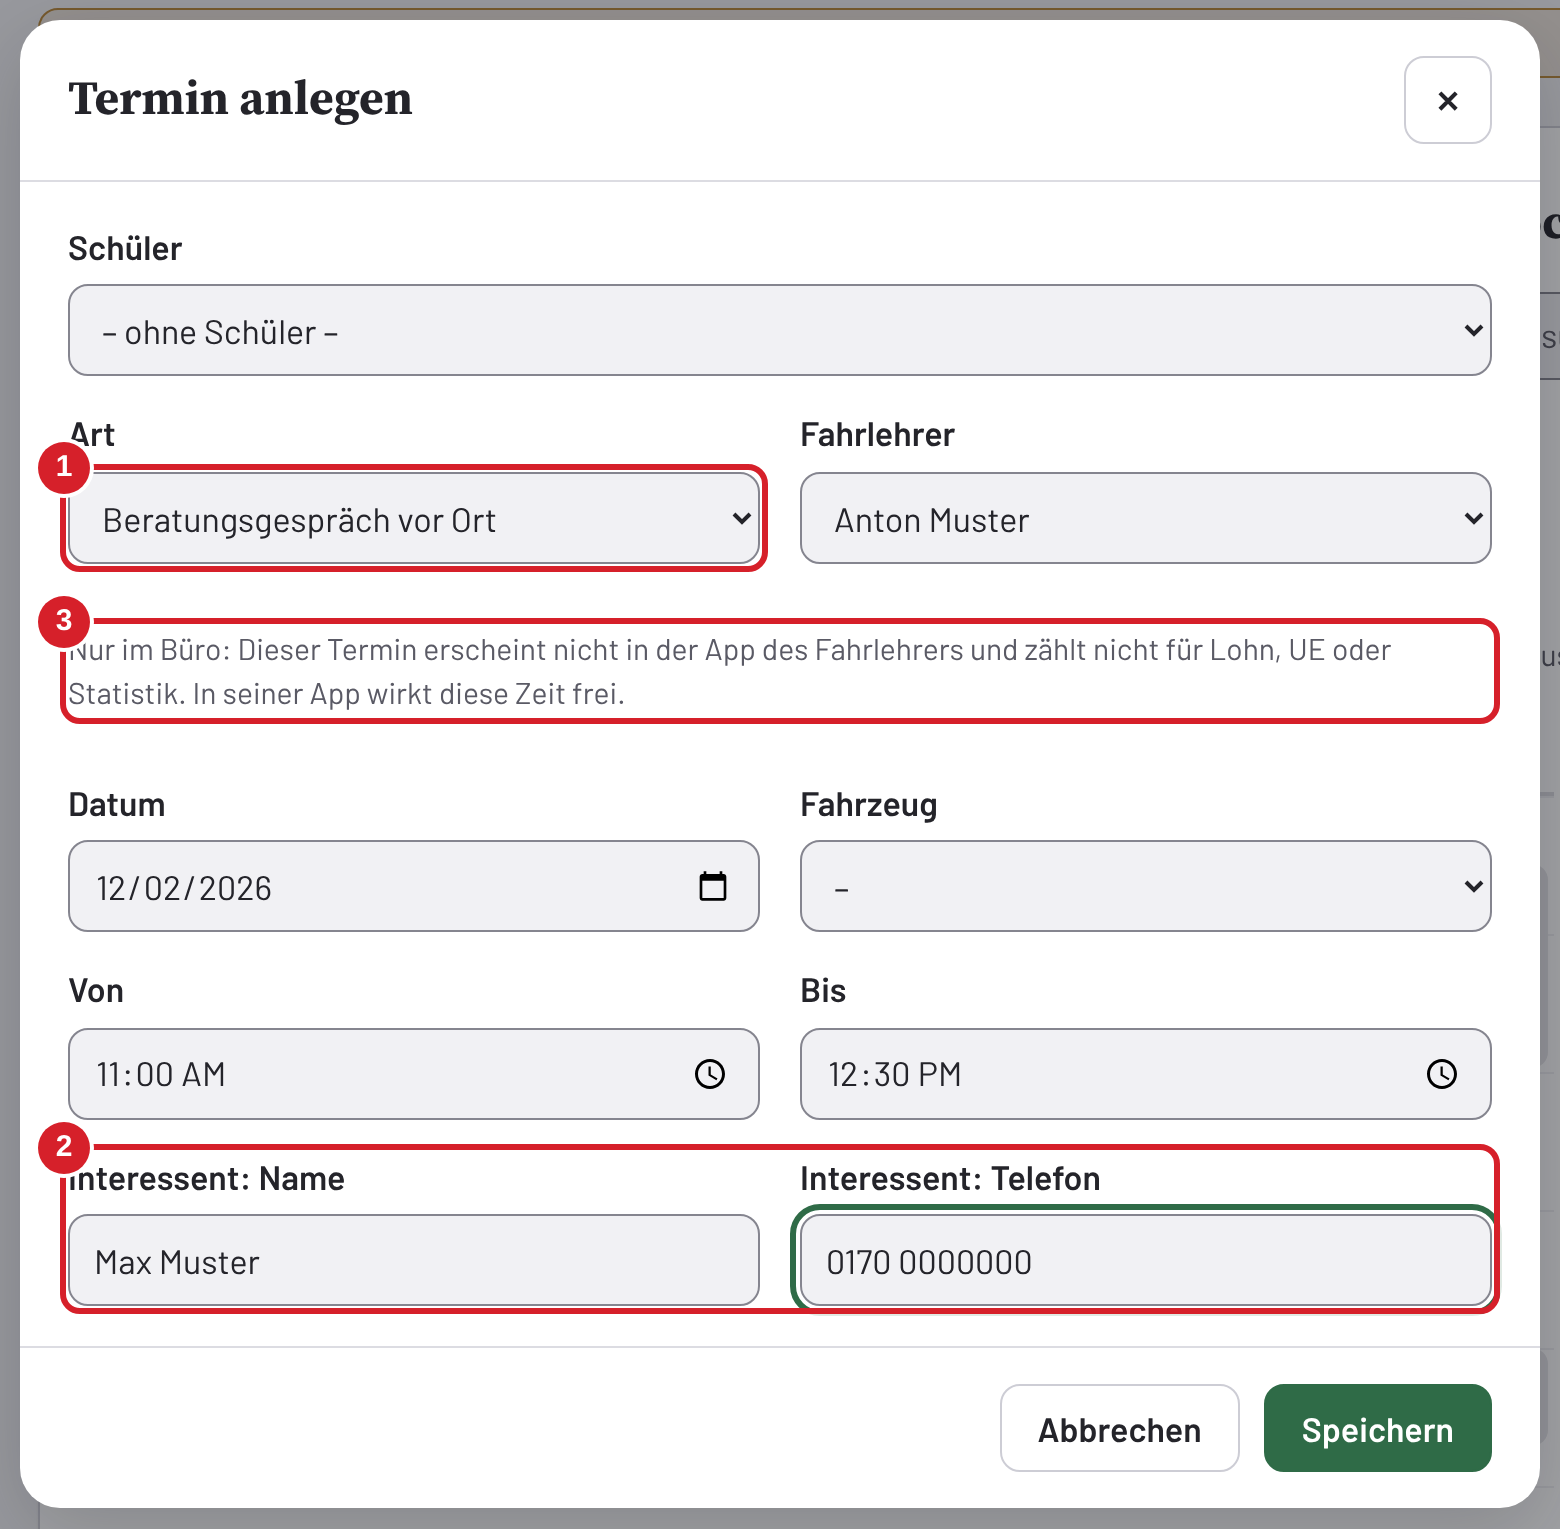 Termin anlegen
×
Schüler
– ohne Schüler –
Art
Fahrlehrer
1
Beratungsgespräch vor Ort
Anton Muster
3
Nur im Büro: Dieser Termin erscheint nicht in der App des Fahrlehrers und zählt nicht für Lohn, UE oder
Statistik. In seiner App wirkt diese Zeit frei.
Datum
Fahrzeug
12/02/2026
–
Von
Bis
11:00 AM
12:30 PM
2
Interessent: Name
Interessent: Telefon
Max Muster
0170 0000000
Abbrechen
Speichern